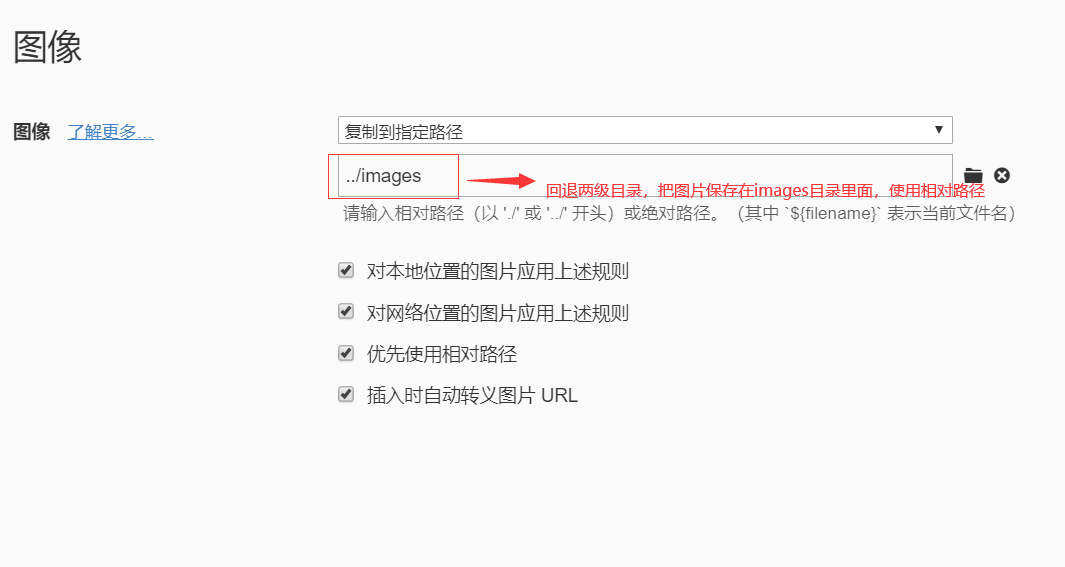 图像
图像 了解更多…
复制到指定路径
../images
回退两级目录，把图片保存在images目录里面，使用相对路径
请输入相对路径（以 './' 或 '../' 开头）或绝对路径。（其中 `${filename}` 表示当前文件名）
对本地位置的图片应用上述规则
对网络位置的图片应用上述规则
优先使用相对路径
插入时自动转义图片 URL